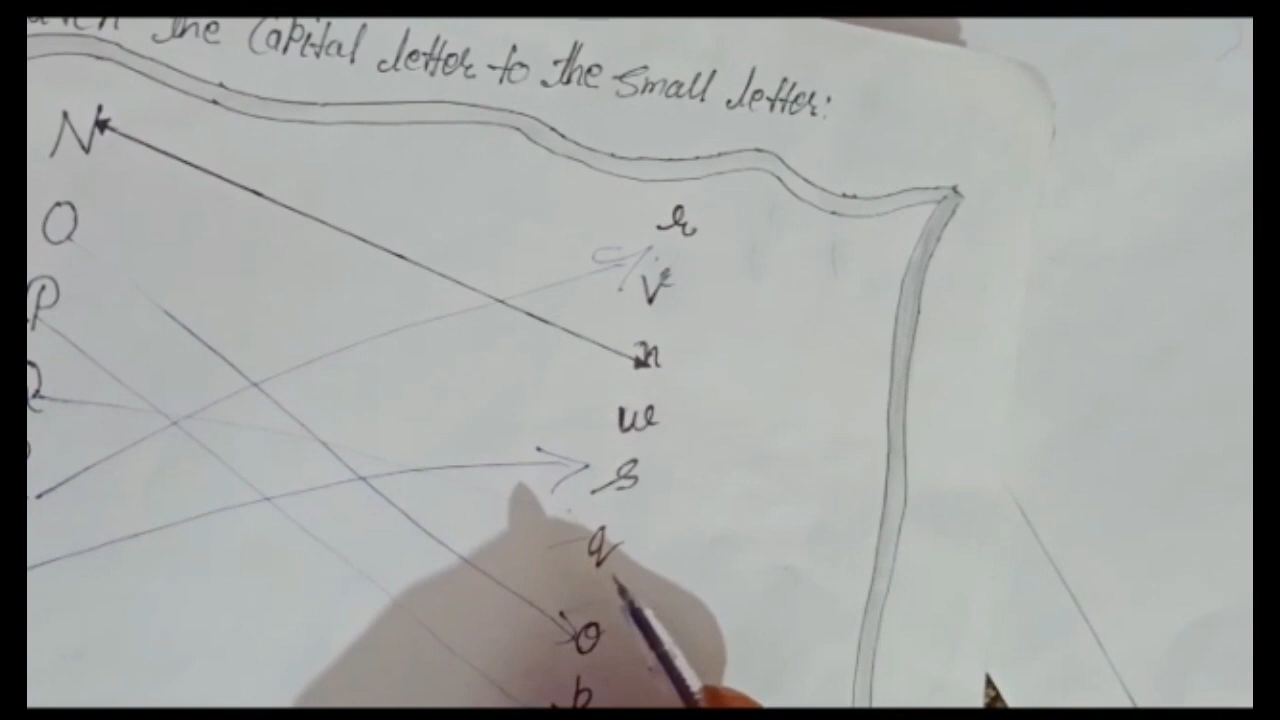 the Capital letter to the small letter:
N
O
P
Q
r
v
n
w
s
q
o
p